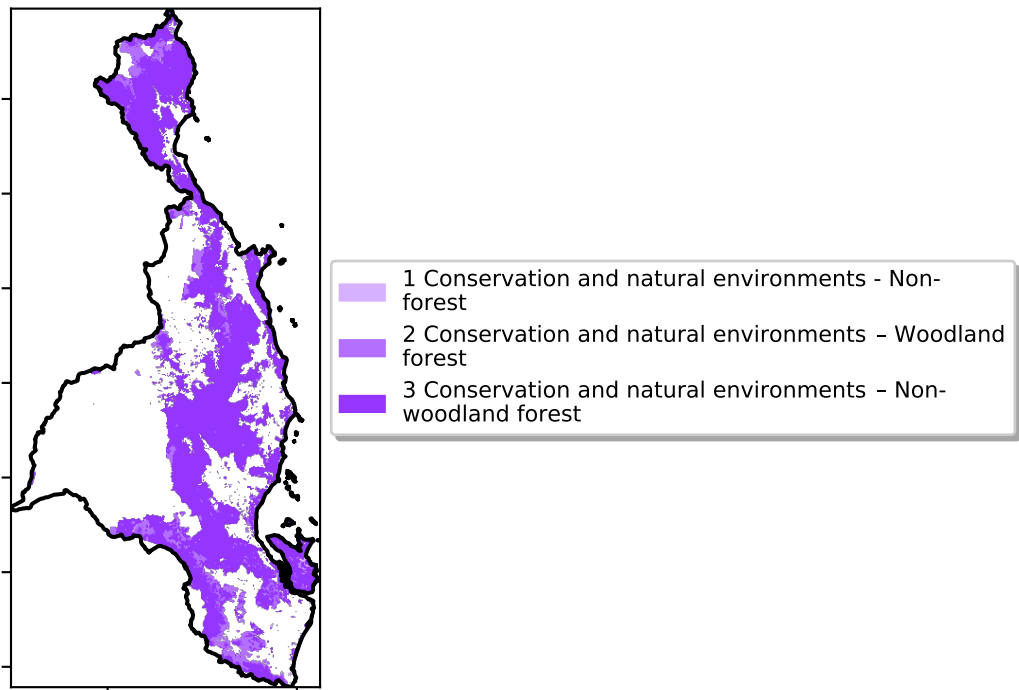 1 Conservation and natural environments - Non-
forest
2 Conservation and natural environments – Woodland
forest
3 Conservation and natural environments – Non-
woodland forest